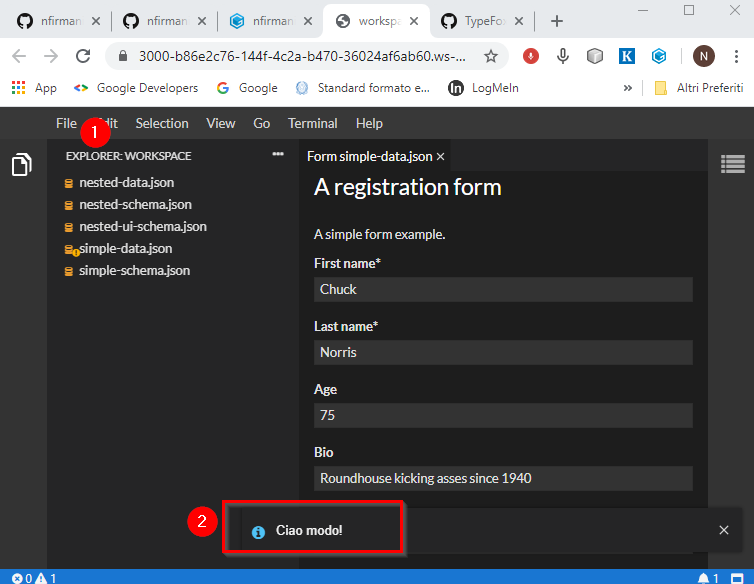 nfirman
nfirman
nfirman
workspa
TypeFo
3000-b86e2c76-144f-4c2a-b470-36024af6ab60.ws-...
K
N
App
Google Developers
Google
Standard formato e...
LogMeIn
»
Altri Preferiti
File
1
it
Selection
View
Go
Terminal
Help
EXPLORER: WORKSPACE
nested-data.json
nested-schema.json
nested-ui-schema.json
simple-data.json
simple-schema.json
Form simple-data.json
A registration form
A simple form example.
First name*
Chuck
Last name*
Norris
Age
75
Bio
Roundhouse kicking asses since 1940
2
Ciao modo!
0
1
1